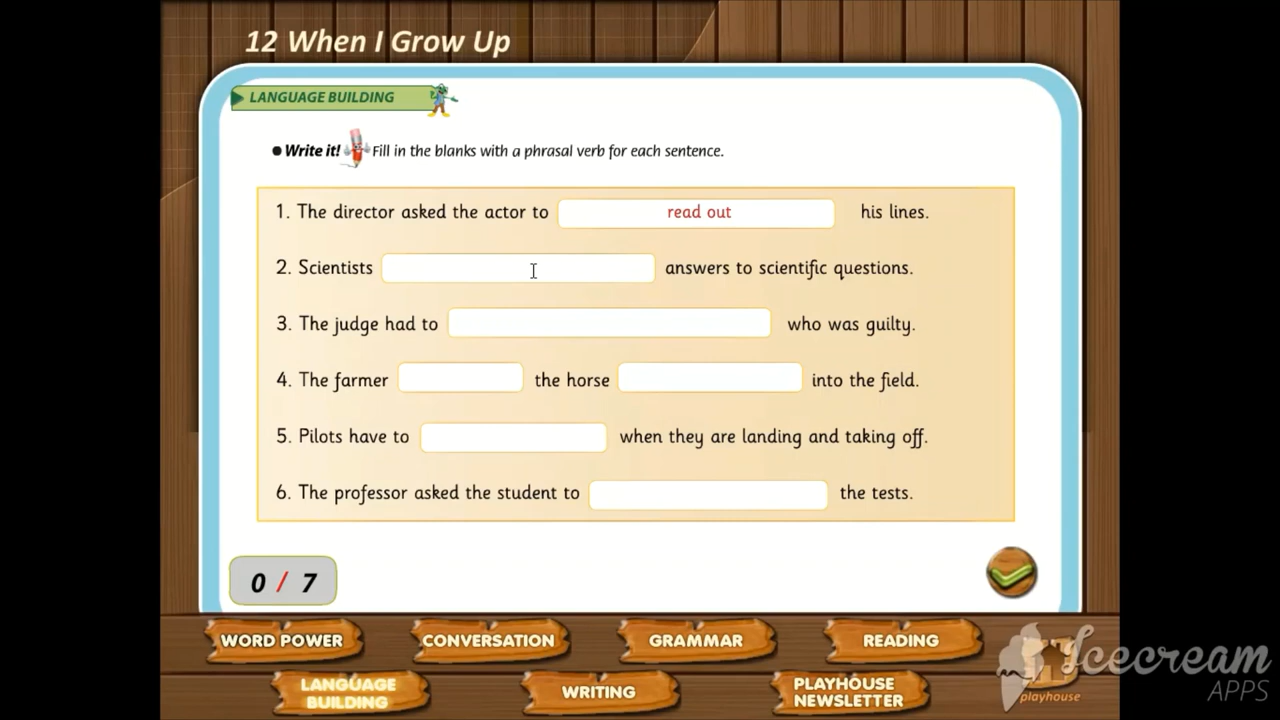 12 When I Grow Up
LANGUAGE BUILDING
● Write it! Fill in the blanks with a phrasal verb for each sentence.
1. The director asked the actor to read out his lines.
2. Scientists answers to scientific questions.
3. The judge had to who was guilty.
4. The farmer the horse into the field.
5. Pilots have to when they are landing and taking off.
6. The professor asked the student to the tests.
0 / 7
WORD POWER CONVERSATION GRAMMAR READING
LANGUAGE BUILDING WRITING PLAYHOUSE NEWSLETTER
playhouse
Icecream
APPS